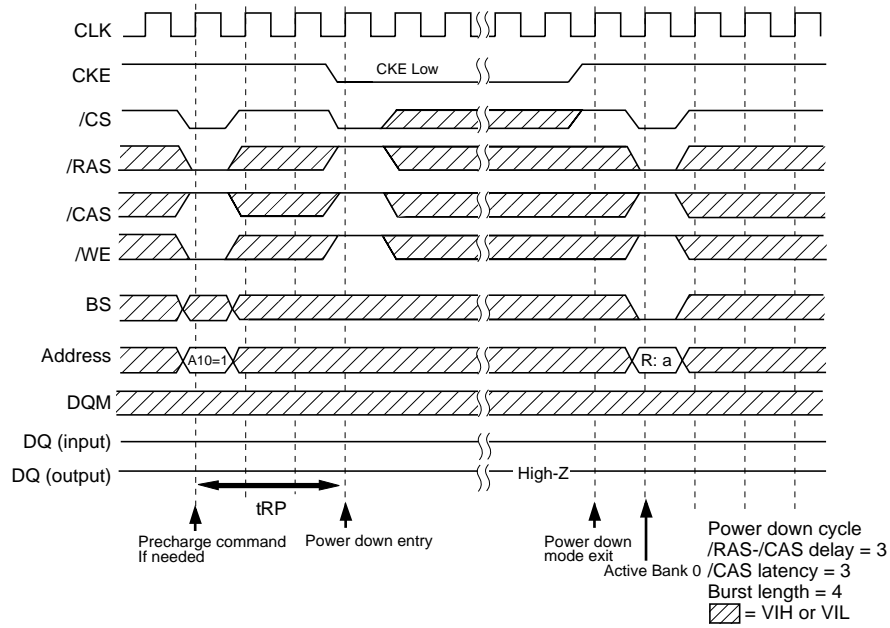 CLK
CKE
CKE Low
/CS
/RAS
/CAS
/WE
BS
Address
A10=1
R: a
DQM
DQ (input)
DQ (output)
High-Z
tRP
Precharge command
If needed
Power down entry
Power down
mode exit
Active Bank 0
Power down cycle
/RAS-/CAS delay = 3
/CAS latency = 3
Burst length = 4
= VIH or VIL